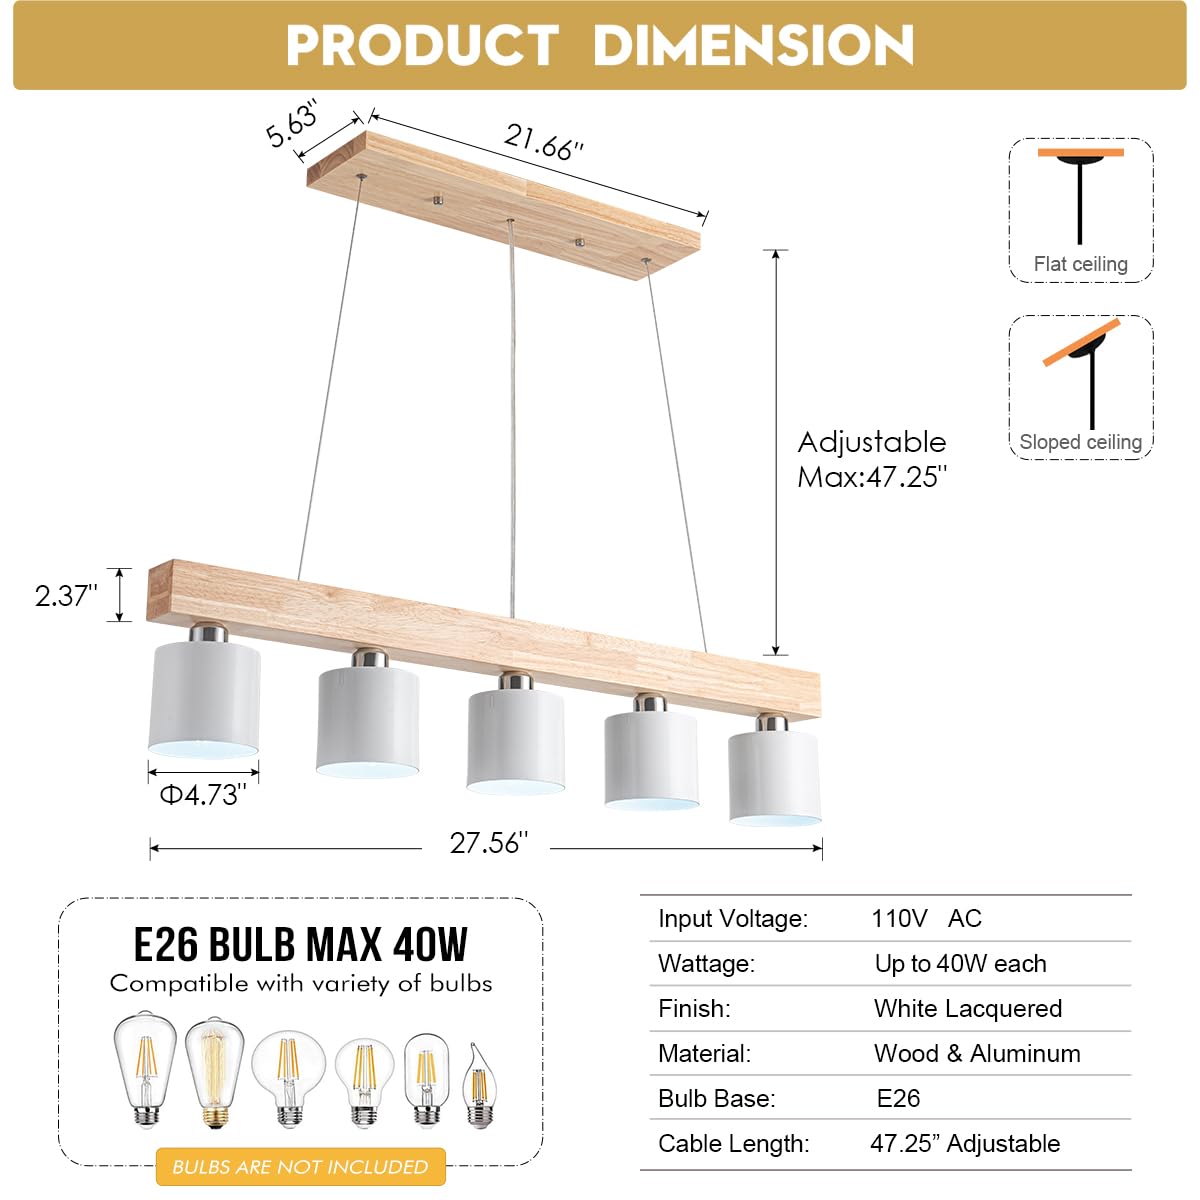 PRODUCT DIMENSION
5.63"
21.66"
Flat ceiling
Sloped ceiling
Adjustable
Max:47.25"
2.37"
Φ4.73"
27.56"
E26 BULB MAX 40W
Compatible with variety of bulbs
BULBS ARE NOT INCLUDED
Input Voltage: 110V AC
Wattage: Up to 40W each
Finish: White Lacquered
Material: Wood & Aluminum
Bulb Base: E26
Cable Length: 47.25” Adjustable